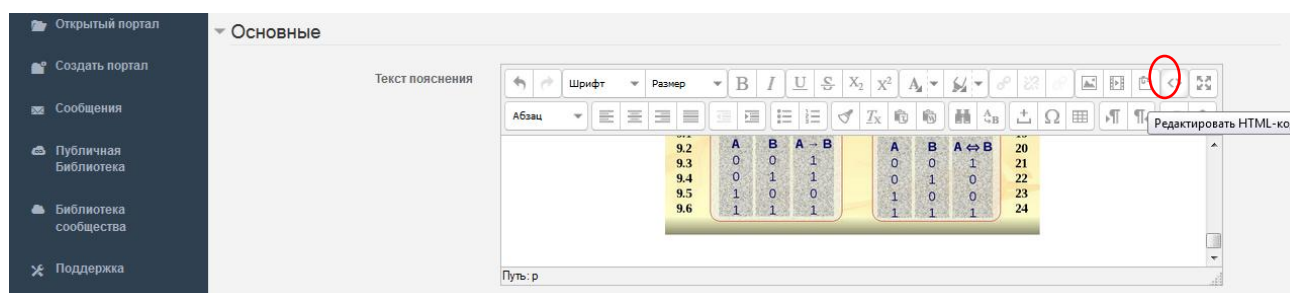 Открытый портал
Создать портал
Сообщения
Публичная
Библиотека
Библиотека
сообщества
Поддержка
Основные
Текст пояснения
Шрифт Размер
Абзац
Редактировать HTML-ко
A B A → B A B A ⇔ B
9.2 20
9.3 0 0 1 0 0 1 21
9.4 0 1 1 0 1 0 22
9.5 1 0 0 1 0 0 23
9.6 1 1 1 1 1 1 24
Путь: p